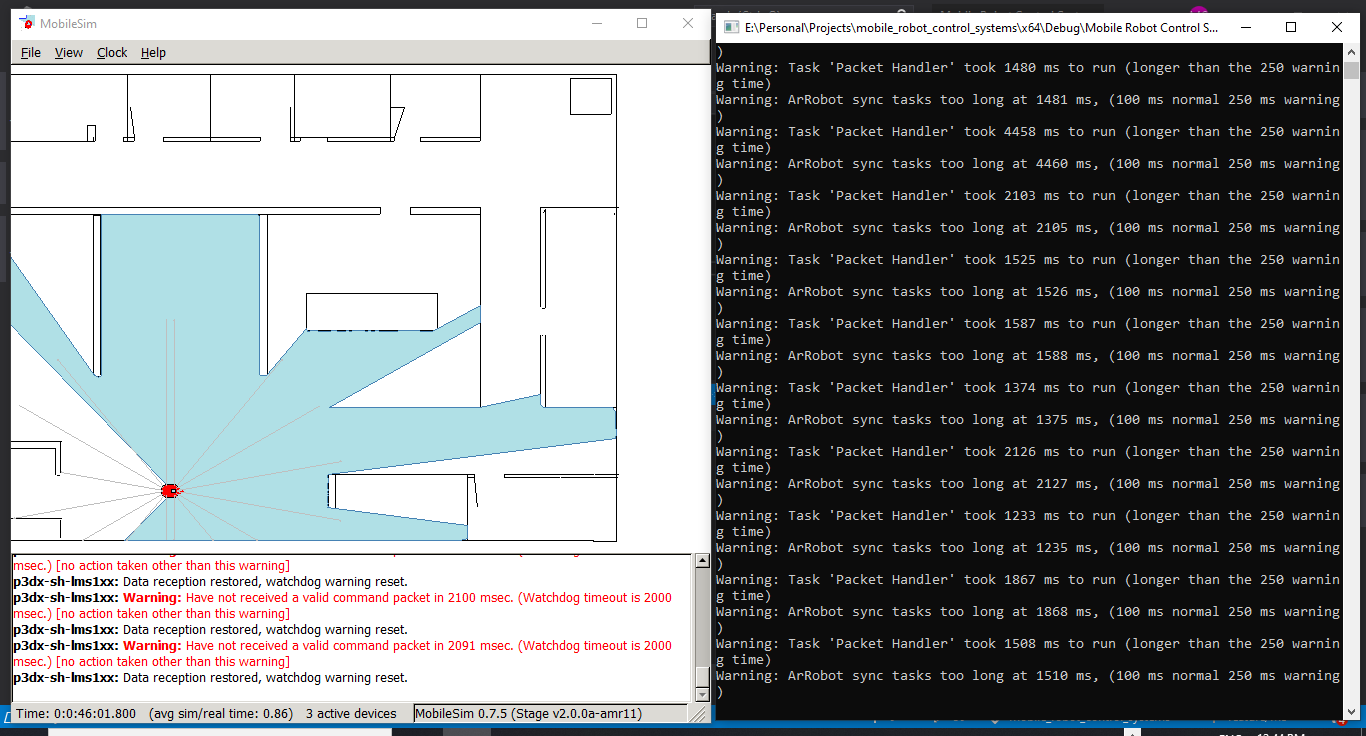 MobileSim
File View Clock Help
msec.) [no action taken other than this warning]
p3dx-sh-lms1xx: Data reception restored, watchdog warning reset.
p3dx-sh-lms1xx: Warning: Have not received a valid command packet in 2100 msec. (Watchdog timeout is 2000
msec.) [no action taken other than this warning]
p3dx-sh-lms1xx: Data reception restored, watchdog warning reset.
p3dx-sh-lms1xx: Warning: Have not received a valid command packet in 2091 msec. (Watchdog timeout is 2000
msec.) [no action taken other than this warning]
p3dx-sh-lms1xx: Data reception restored, watchdog warning reset.
Time: 0:0:46:01.800 (avg sim/real time: 0.86) 3 active devices MobileSim 0.7.5 (Stage v2.0.0a-amr11)
E:\Personal\Projects\mobile_robot_control_systems\x64\Debug\Mobile Robot Control S...
)
Warning: Task 'Packet Handler' took 1480 ms to run (longer than the 250 warnin
g time)
Warning: ArRobot sync tasks too long at 1481 ms, (100 ms normal 250 ms warning
)
Warning: Task 'Packet Handler' took 4458 ms to run (longer than the 250 warnin
g time)
Warning: ArRobot sync tasks too long at 4460 ms, (100 ms normal 250 ms warning
)
Warning: Task 'Packet Handler' took 2103 ms to run (longer than the 250 warnin
g time)
Warning: ArRobot sync tasks too long at 2105 ms, (100 ms normal 250 ms warning
)
Warning: Task 'Packet Handler' took 1525 ms to run (longer than the 250 warnin
g time)
Warning: ArRobot sync tasks too long at 1526 ms, (100 ms normal 250 ms warning
)
Warning: Task 'Packet Handler' took 1587 ms to run (longer than the 250 warnin
g time)
Warning: ArRobot sync tasks too long at 1588 ms, (100 ms normal 250 ms warning
)
Warning: Task 'Packet Handler' took 1374 ms to run (longer than the 250 warnin
g time)
Warning: ArRobot sync tasks too long at 1375 ms, (100 ms normal 250 ms warning
)
Warning: Task 'Packet Handler' took 2126 ms to run (longer than the 250 warnin
g time)
Warning: ArRobot sync tasks too long at 2127 ms, (100 ms normal 250 ms warning
)
Warning: Task 'Packet Handler' took 1233 ms to run (longer than the 250 warnin
g time)
Warning: ArRobot sync tasks too long at 1235 ms, (100 ms normal 250 ms warning
)
Warning: Task 'Packet Handler' took 1867 ms to run (longer than the 250 warnin
g time)
Warning: ArRobot sync tasks too long at 1868 ms, (100 ms normal 250 ms warning
)
Warning: Task 'Packet Handler' took 1508 ms to run (longer than the 250 warnin
g time)
Warning: ArRobot sync tasks too long at 1510 ms, (100 ms normal 250 ms warning
)